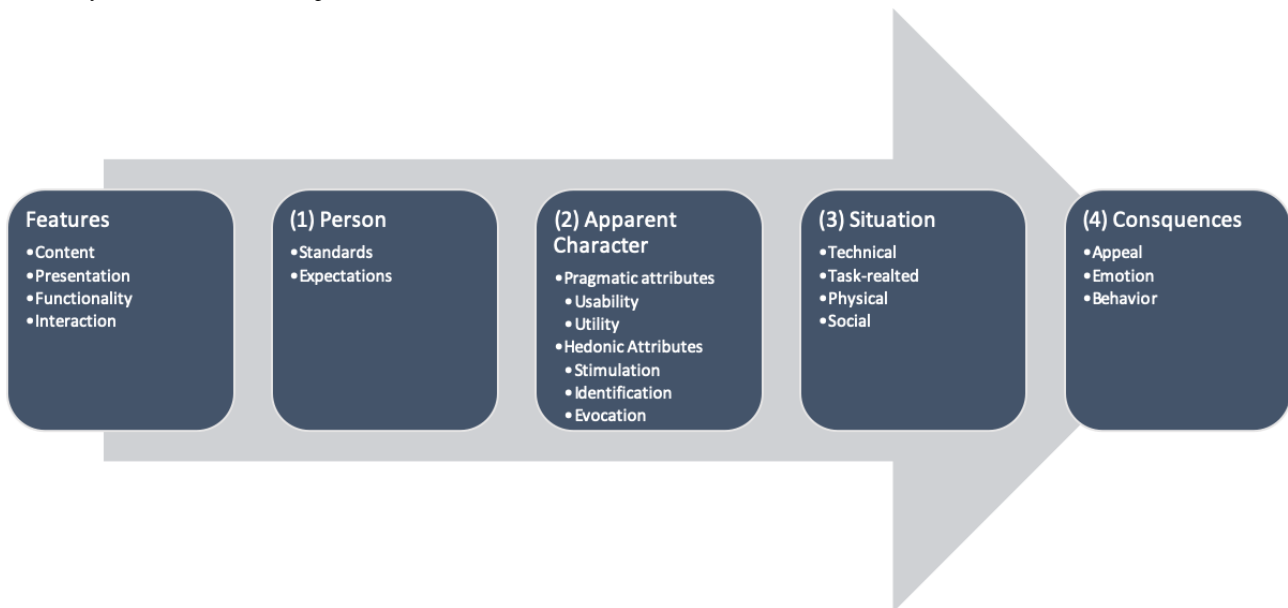 Features
•Content
•Presentation
•Functionality
•Interaction
(1) Person
•Standards
•Expectations
(2) Apparent
Character
•Pragmatic attributes
•Usability
•Utility
•Hedonic Attributes
•Stimulation
•Identification
•Evocation
(3) Situation
•Technical
•Task-realted
•Physical
•Social
(4) Consquences
•Appeal
•Emotion
•Behavior